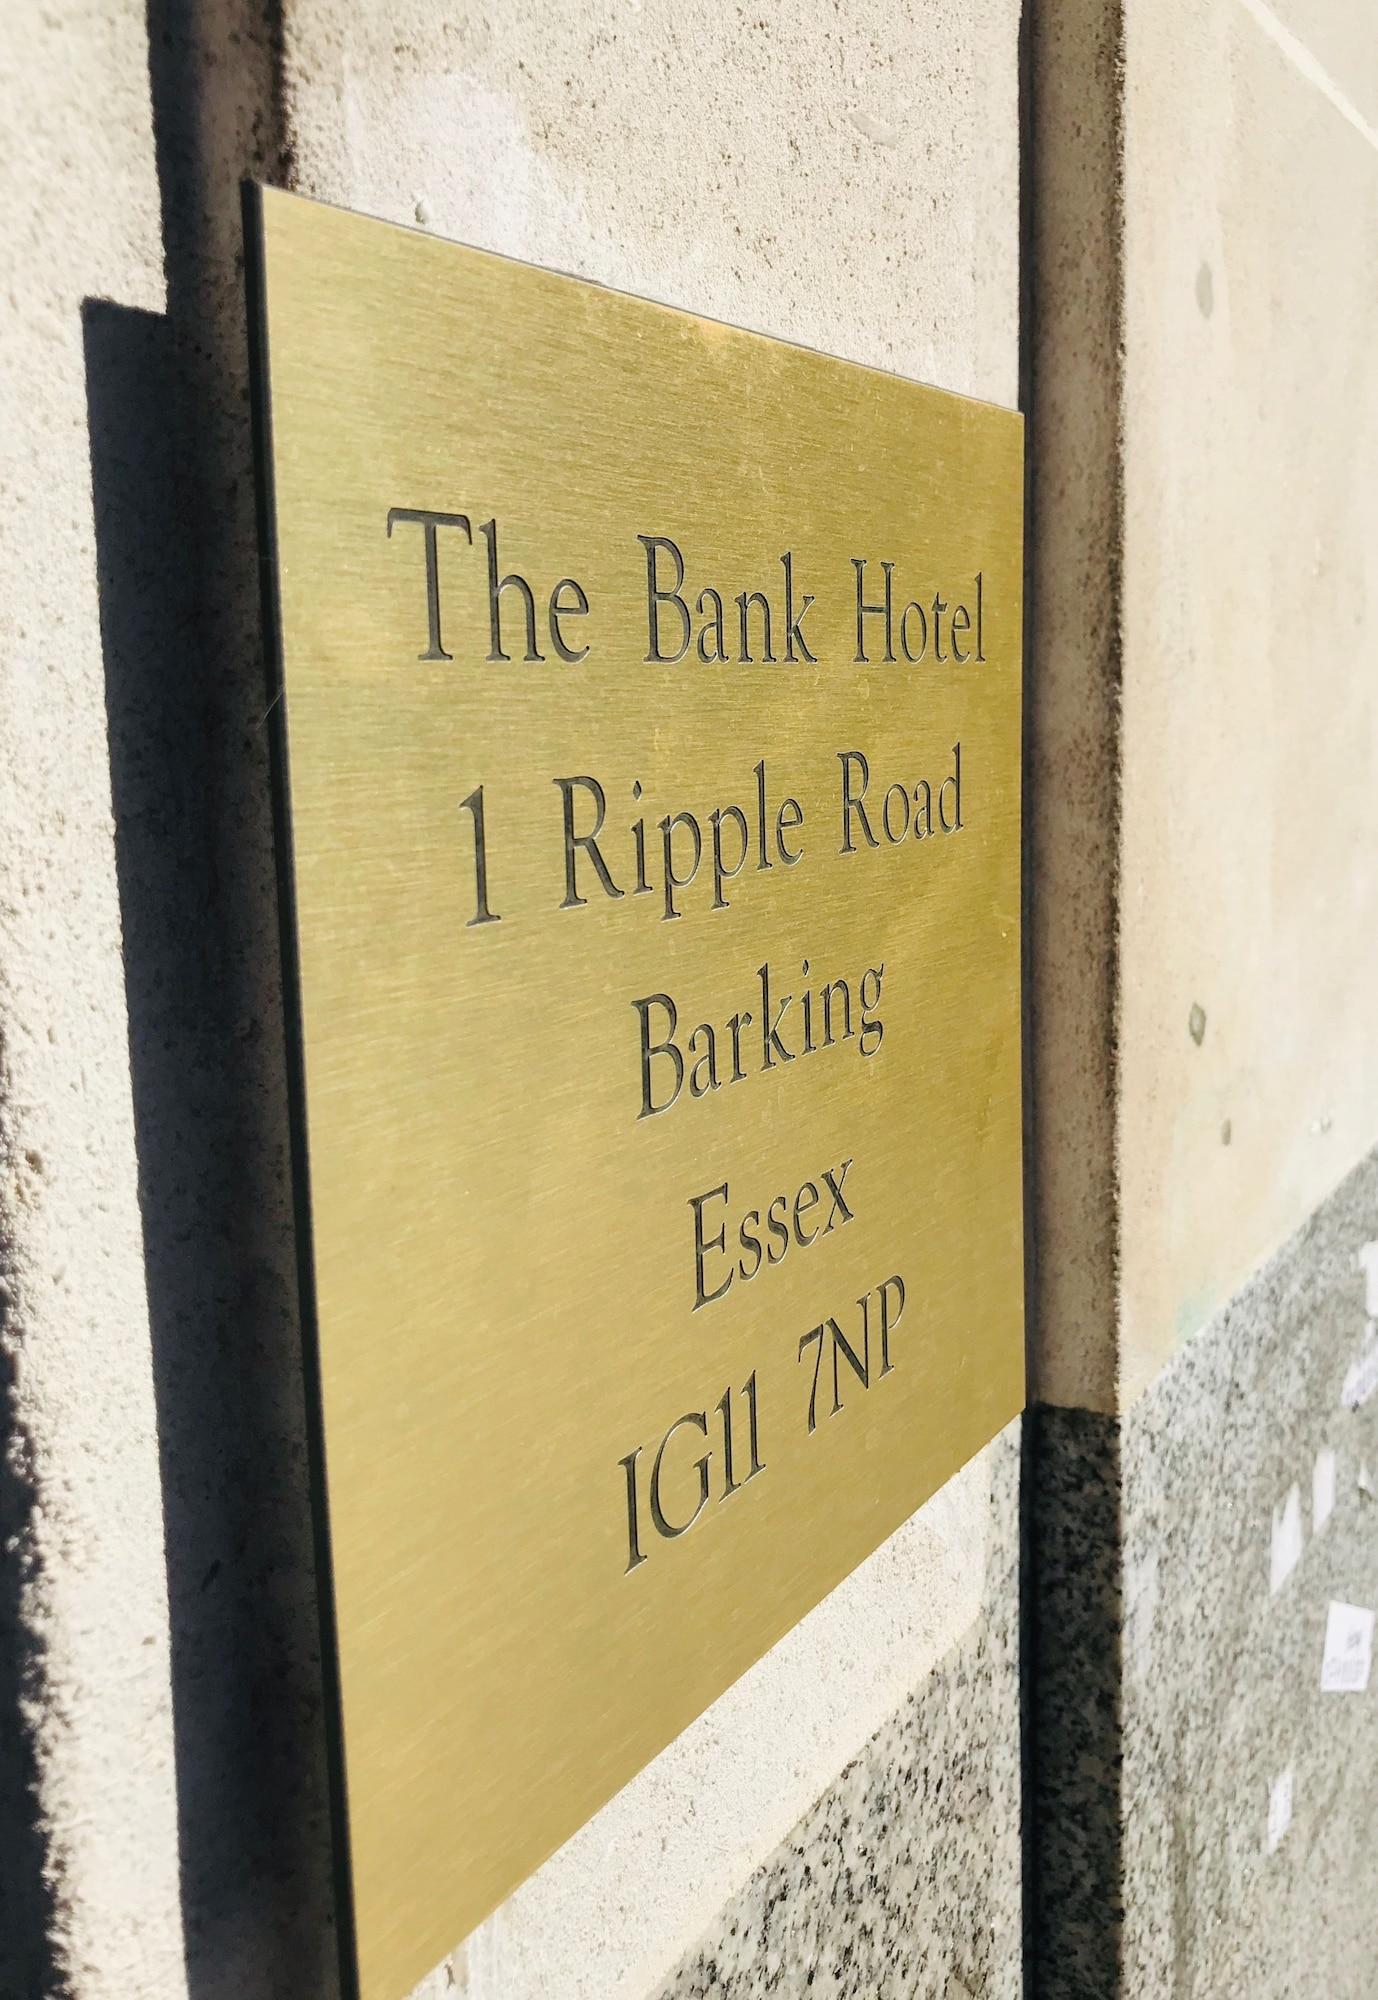 The Bank Hotel
1 Ripple Road
Barking
Essex
IG11 7NP